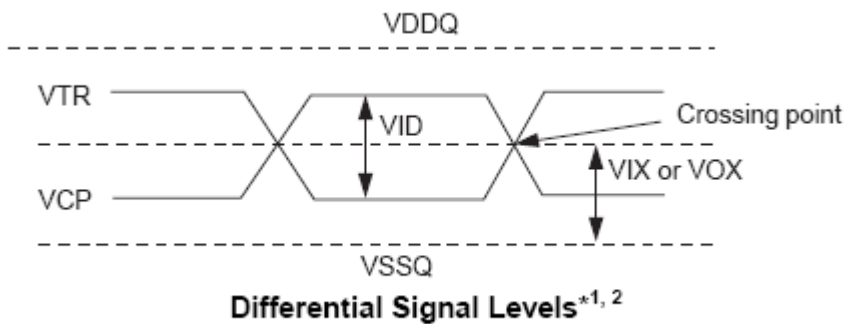 VDDQ
VTR
VID
Crossing point
VIX or VOX
VCP
VSSQ
Differential Signal Levels*1, 2